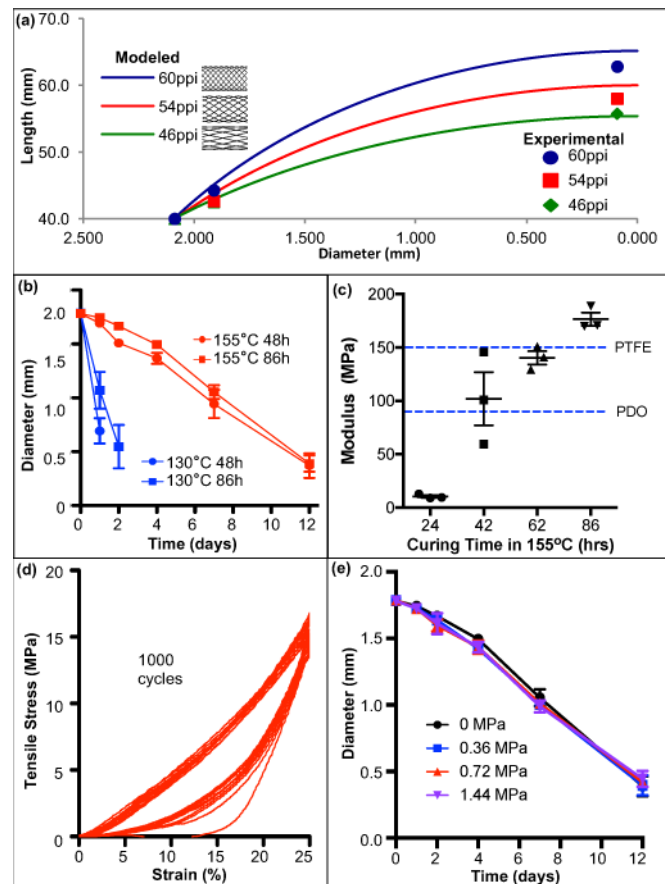 (a)
70.0
60.0
50.0
40.0
Length (mm)
Modeled
60ppi
54ppi
46ppi
Experimental
60ppi
54ppi
46ppi
2.500
2.000
1.500
1.000
0.500
0.000
Diameter (mm)
(b)
2.0
1.5
1.0
0.5
0
Diameter (mm)
155°C 48h
155°C 86h
130°C 48h
130°C 86h
0 2 4 6 8 10 12
Time (days)
(c)
200
150
100
50
0
Modulus (MPa)
PTFE
PDO
24 42 62 86
Curing Time in 155ºC (hrs)
(d)
20
15
10
5
0
Tensile Stress (MPa)
1000
cycles
0 5 10 15 20 25
Strain (%)
(e)
2.0
1.5
1.0
0.5
0.0
Diameter (mm)
0 MPa
0.36 MPa
0.72 MPa
1.44 MPa
0 2 4 6 8 10 12
Time (days)